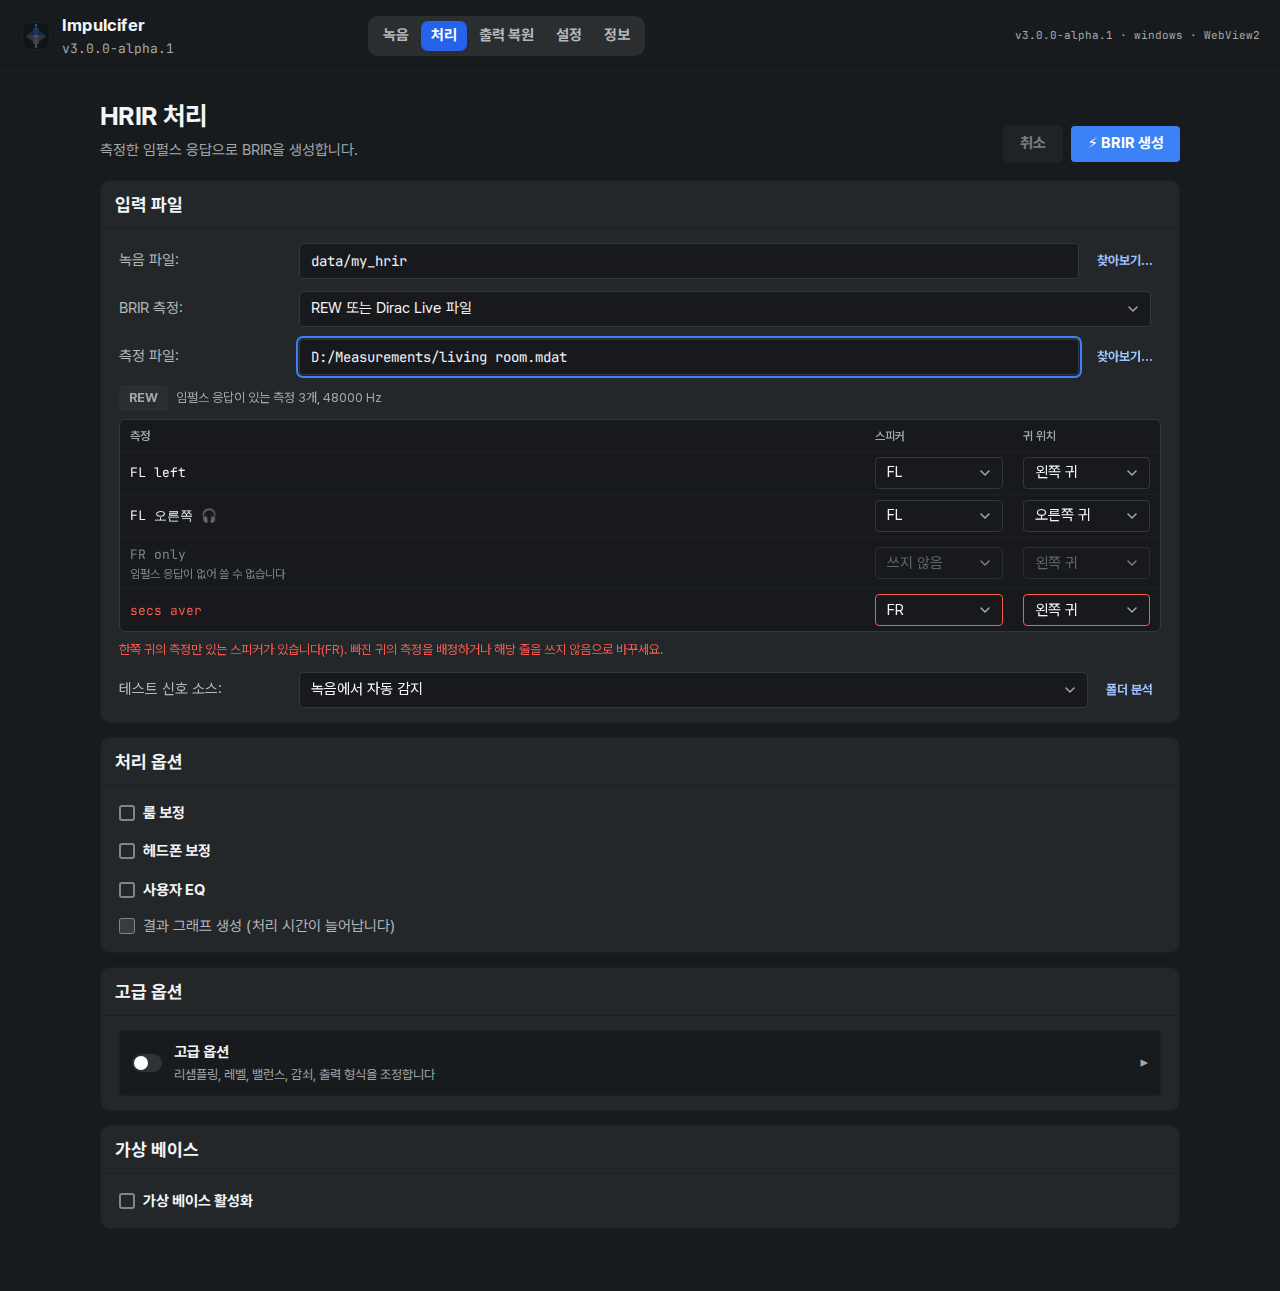 Impulcifer
v3.0.0-alpha.1
녹음 처리 출력 복원 설정 정보
v3.0.0-alpha.1 · windows · WebView2
HRIR 처리
측정한 임펄스 응답으로 BRIR을 생성합니다.
취소
⚡ BRIR 생성
입력 파일
녹음 파일:
data/my_hrir
찾아보기...
BRIR 측정:
REW 또는 Dirac Live 파일
측정 파일:
D:/Measurements/living room.mdat
찾아보기...
REW 임펄스 응답이 있는 측정 3개, 48000 Hz
측정 스피커 귀 위치
FL left FL 왼쪽 귀
FL 오른쪽 🎧 FL 오른쪽 귀
FR only 쓰지 않음 왼쪽 귀
임펄스 응답이 없어 쓸 수 없습니다
secs aver FR 왼쪽 귀
한쪽 귀의 측정만 있는 스피커가 있습니다(FR). 빠진 귀의 측정을 배정하거나 해당 줄을 쓰지 않음으로 바꾸세요.
테스트 신호 소스:
녹음에서 자동 감지
폴더 분석
처리 옵션
룸 보정
헤드폰 보정
사용자 EQ
결과 그래프 생성 (처리 시간이 늘어납니다)
고급 옵션
고급 옵션
리샘플링, 레벨, 밸런스, 감쇠, 출력 형식을 조정합니다
가상 베이스
가상 베이스 활성화